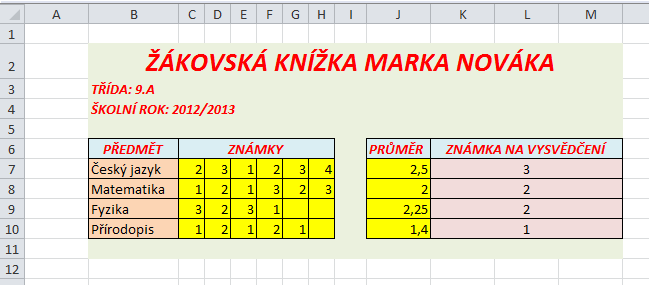 A B C D E F G H I J K L M
1
2 ŽÁKOVSKÁ KNÍŽKA MARKA NOVÁKA
3 TŘÍDA: 9.A
4 ŠKOLNÍ ROK: 2012/2013
5
6 PŘEDMĚT ZNÁMKY PRŮMĚR ZNÁMKA NA VYSVĚDČENÍ
7 Český jazyk 2 3 1 2 3 4 2,5 3
8 Matematika 1 2 1 3 2 3 2 2
9 Fyzika 3 2 3 1 2,25 2
10 Přírodopis 1 2 1 2 1 1,4 1
11
12